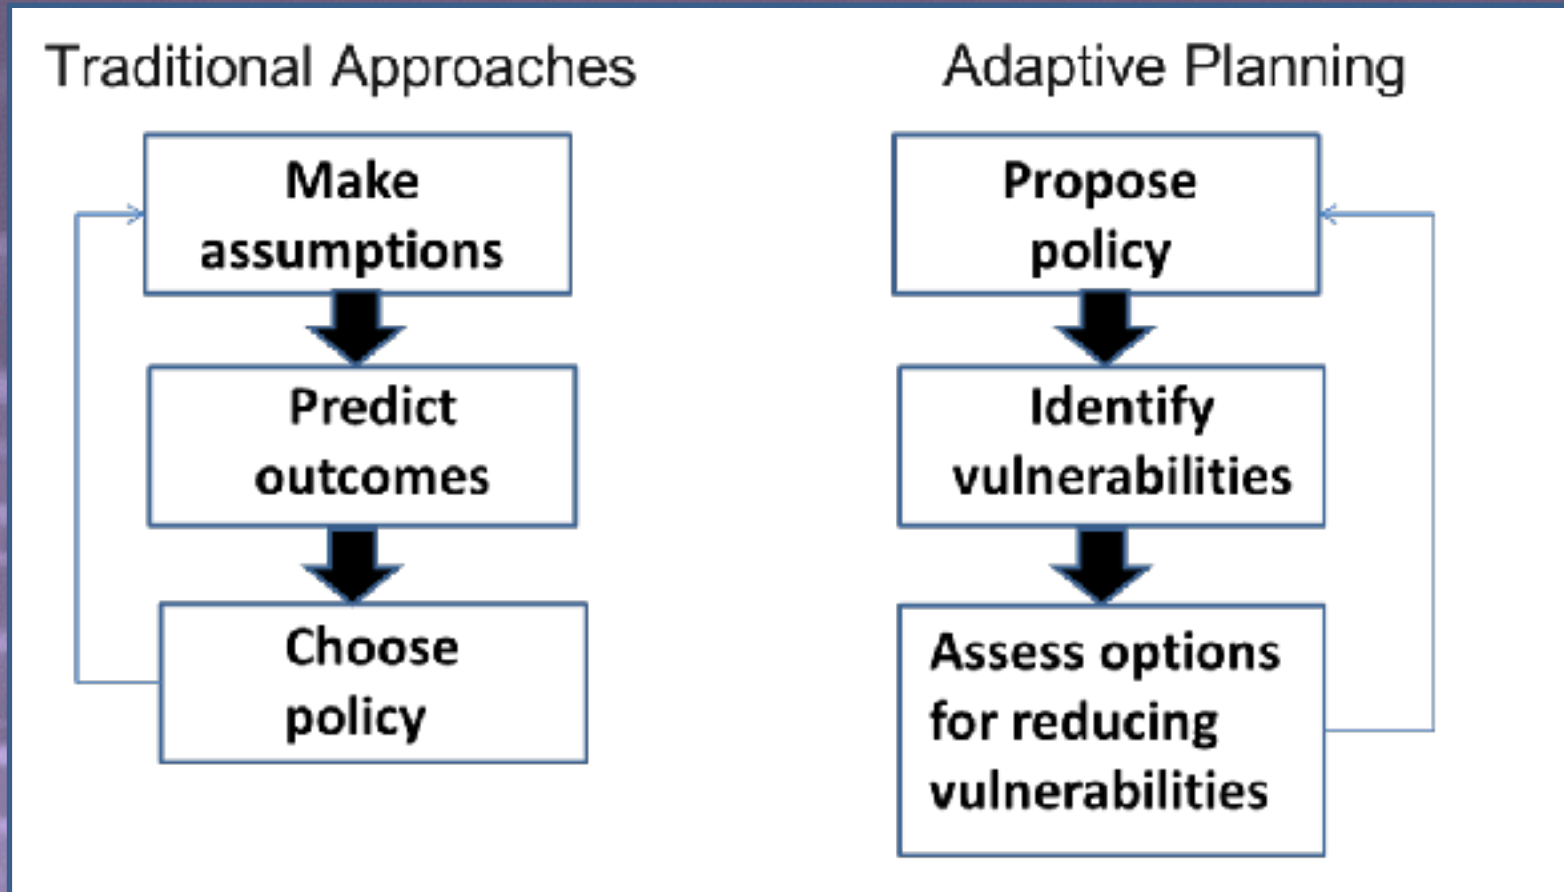 Traditional Approaches
Make
assumptions
Predict
outcomes
Choose
policy
Adaptive Planning
Propose
policy
Identify
vulnerabilities
Assess options
for reducing
vulnerabilities